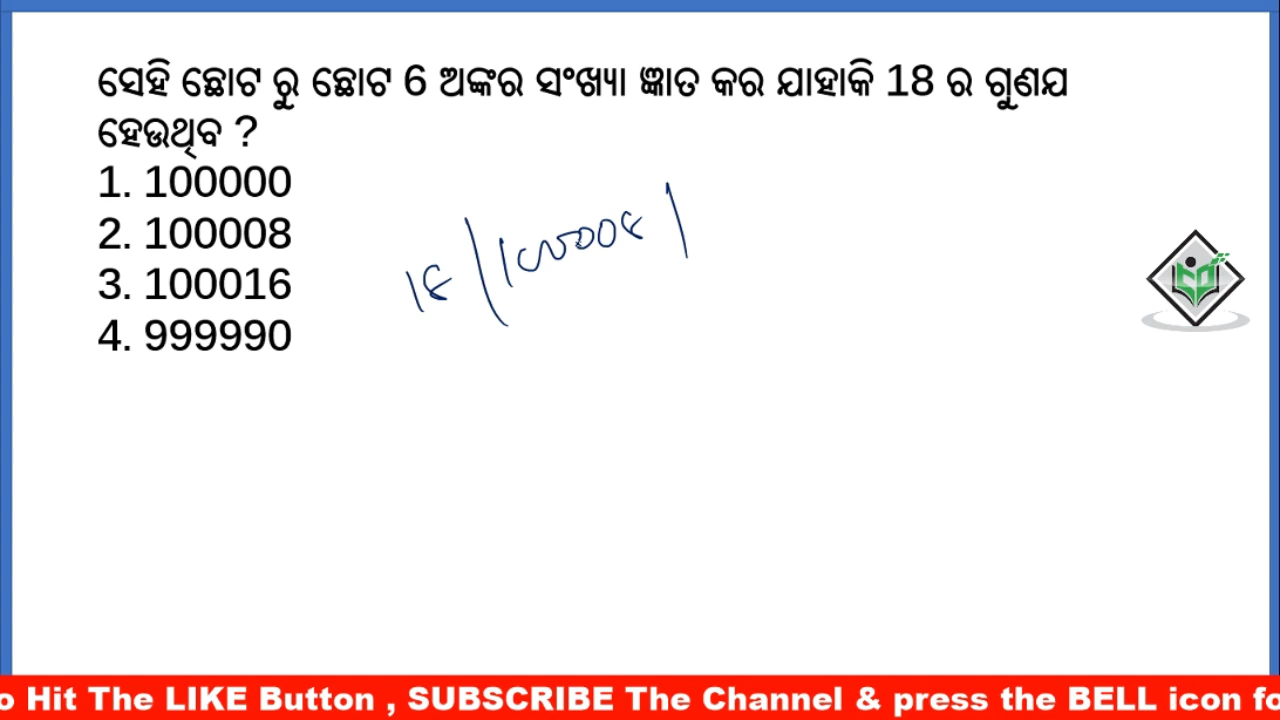 ସେହି ଛୋଟ ରୁ ଛୋଟ 6 ଅଙ୍କର ସଂଖ୍ୟା ଜ୍ଞାତ କର ଯାହାକି 18 ର ଗୁଣଯ
ହେଉଥିବ ?
1. 100000
2. 100008
3. 100016
4. 999990
18 | 100008 |
o Hit The LIKE Button , SUBSCRIBE The Channel & press the BELL icon fo